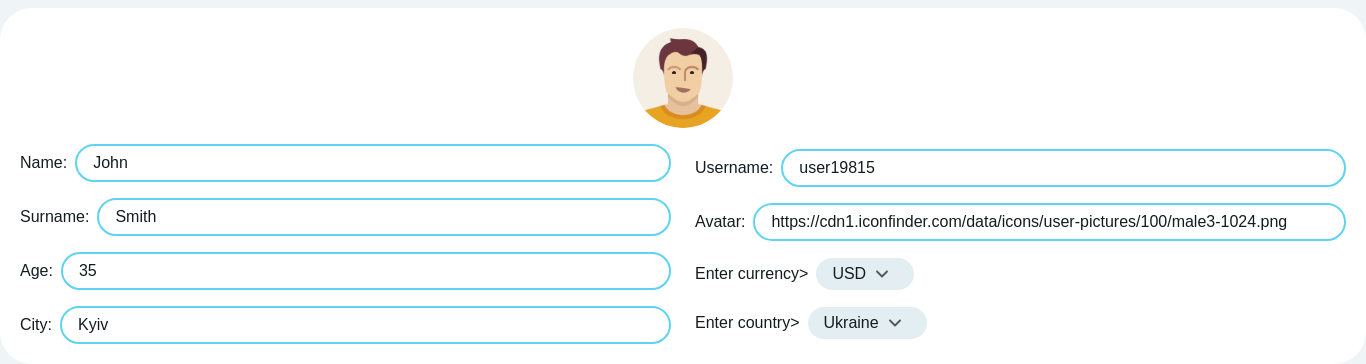 Name: John
Surname: Smith
Age: 35
City: Kyiv
Username: user19815
Avatar: https://cdn1.iconfinder.com/data/icons/user-pictures/100/male3-1024.png
Enter currency> USD
Enter country> Ukraine